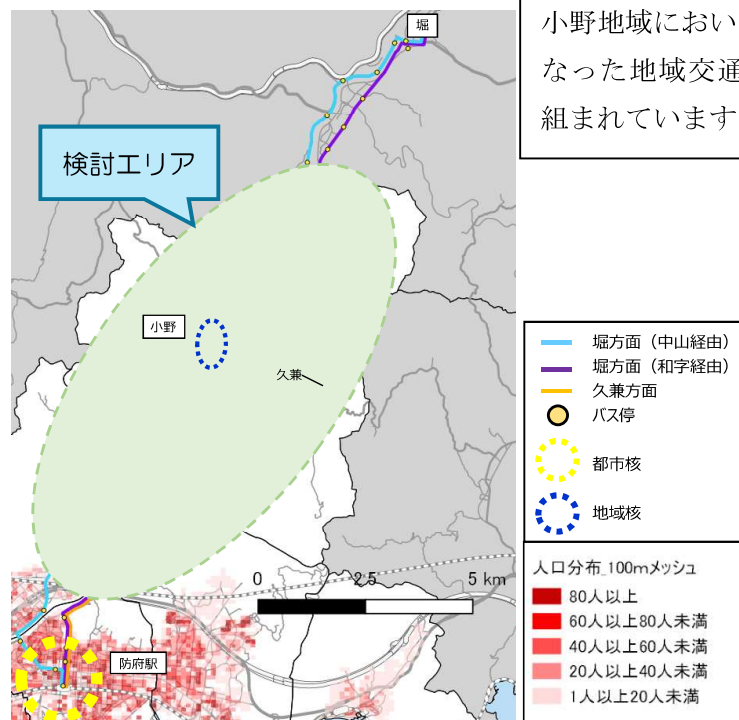 堀
小野地域におい
なった地域交通
組まれています
検討エリア
小野
久兼
堀方面（中山経由）
堀方面（和字経由）
久兼方面
バス停
都市核
地域核
0 2.5 5 km
防府駅
人口分布_100mメッシュ
80人以上
60人以上80人未満
40人以上60人未満
20人以上40人未満
1人以上20人未満